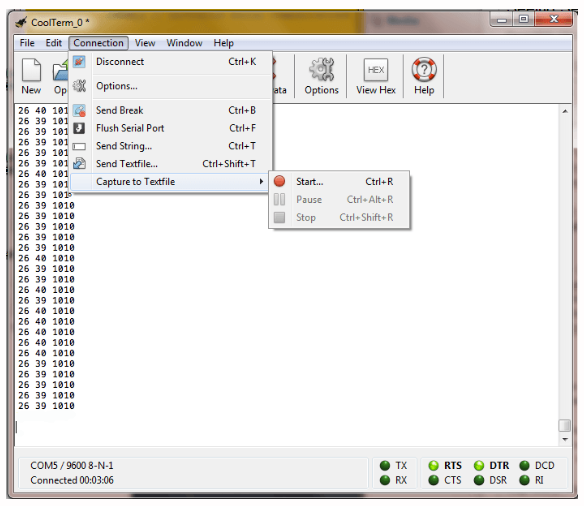 CoolTerm_0 *
File Edit Connection View Window Help
New Op ata Options View Hex Help
HEX
Disconnect Ctrl+K
Options...
Send Break Ctrl+B
Flush Serial Port Ctrl+F
Send String... Ctrl+T
Send Textfile... Ctrl+Shift+T
Capture to Textfile
Start... Ctrl+R
Pause Ctrl+Alt+R
Stop Ctrl+Shift+R
26 40 101
26 39 101
26 39 101
26 39 101
26 39 101
26 39 101
26 40 101
26 39 101
26 39 101
26 39 1010
26 39 1010
26 39 1010
26 39 1010
26 39 1010
26 40 1010
26 39 1010
26 39 1010
26 40 1010
26 39 1010
26 40 1010
26 40 1010
26 40 1010
26 40 1010
26 40 1010
26 39 1010
26 39 1010
26 39 1010
26 39 1010
26 39 1010
COM5 / 9600 8-N-1
Connected 00:03:06
TX RTS DTR DCD
RX CTS DSR RI